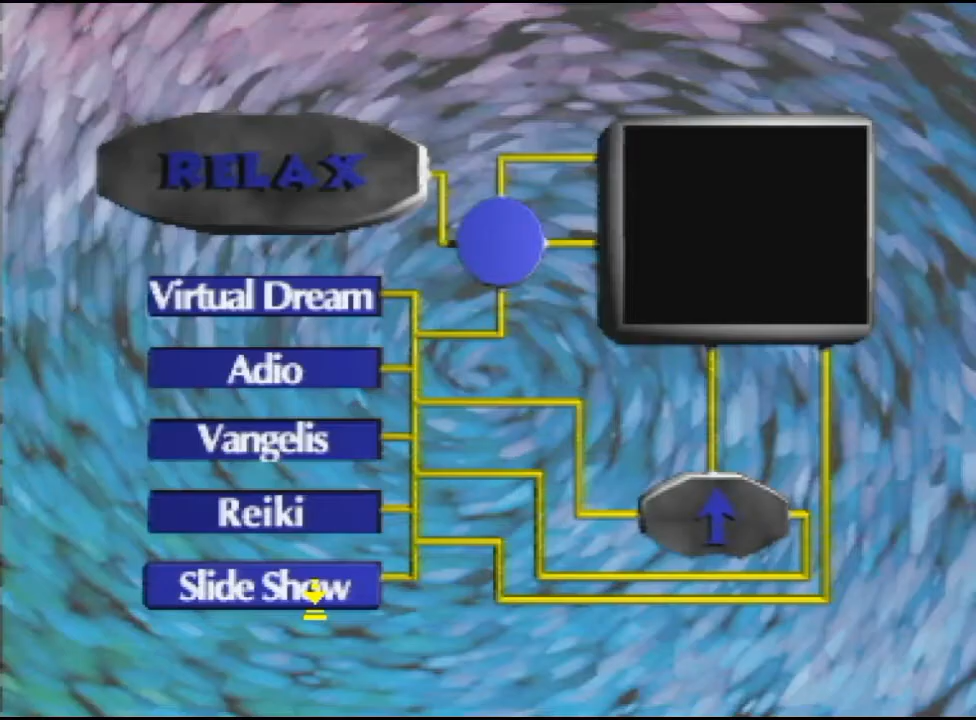 RELAX
Virtual Dream
Adio
Vangelis
Reiki
Slide Show